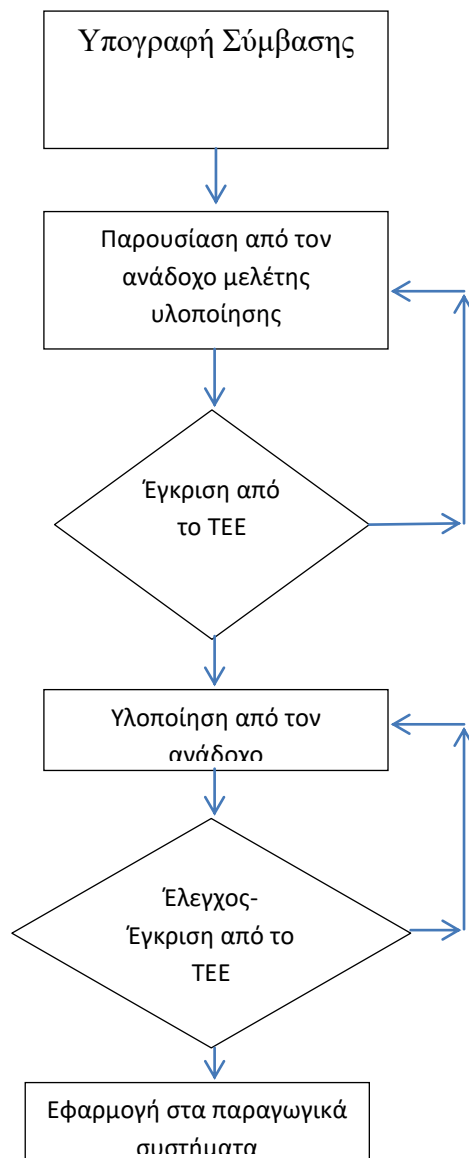 Υπογραφή Σύμβασης
Παρουσίαση από τον
ανάδοχο μελέτης
υλοποίησης
Έγκριση από
το ΤΕΕ
Υλοποίηση από τον
ανάδοχο
Έλεγχος-
Έγκριση από το
ΤΕΕ
Εφαρμογή στα παραγωγικά
συστήματα